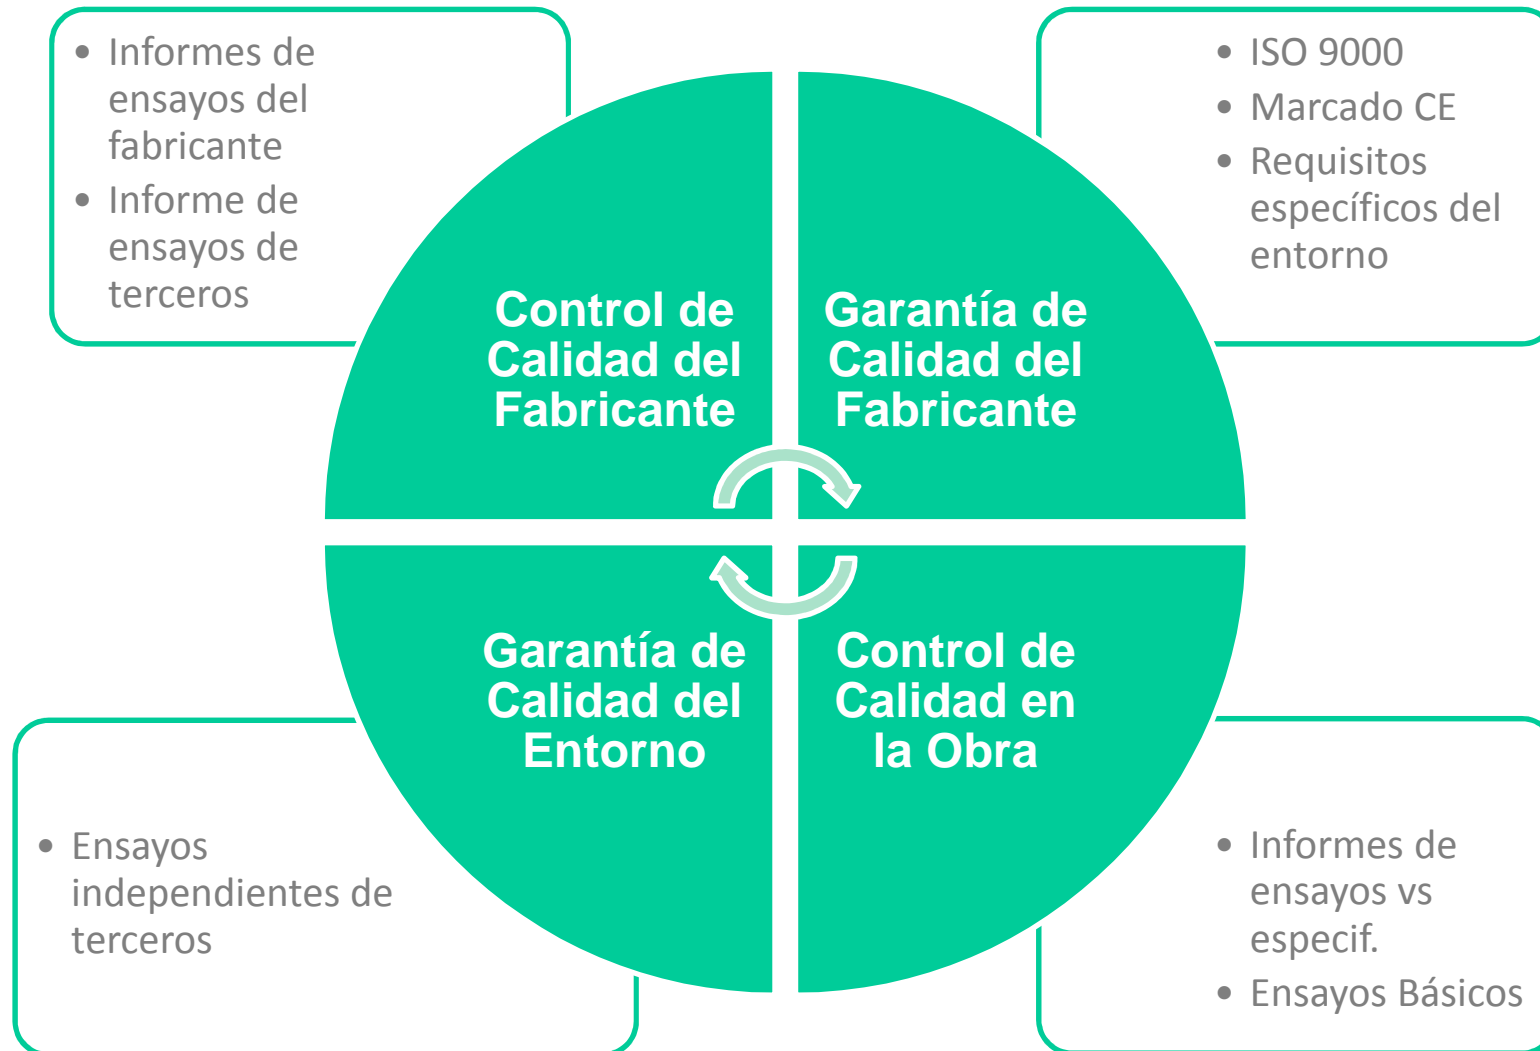 • Informes de
ensayos del
fabricante
• Informe de
ensayos de
terceros
• ISO 9000
• Marcado CE
• Requisitos
específicos del
entorno
Control de
Calidad del
Fabricante
Garantía de
Calidad del
Fabricante
Garantía de
Calidad del
Entorno
Control de
Calidad en
la Obra
• Ensayos
independientes de
terceros
• Informes de
ensayos vs
especif.
• Ensayos Básicos